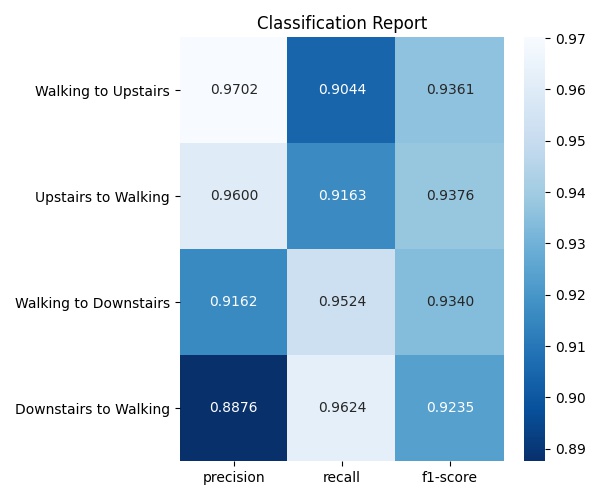 Classification Report
Walking to Upstairs 0.9702 0.9044 0.9361
Upstairs to Walking 0.9600 0.9163 0.9376
Walking to Downstairs 0.9162 0.9524 0.9340
Downstairs to Walking 0.8876 0.9624 0.9235
precision recall f1-score
0.97
0.96
0.95
0.94
0.93
0.92
0.91
0.90
0.89